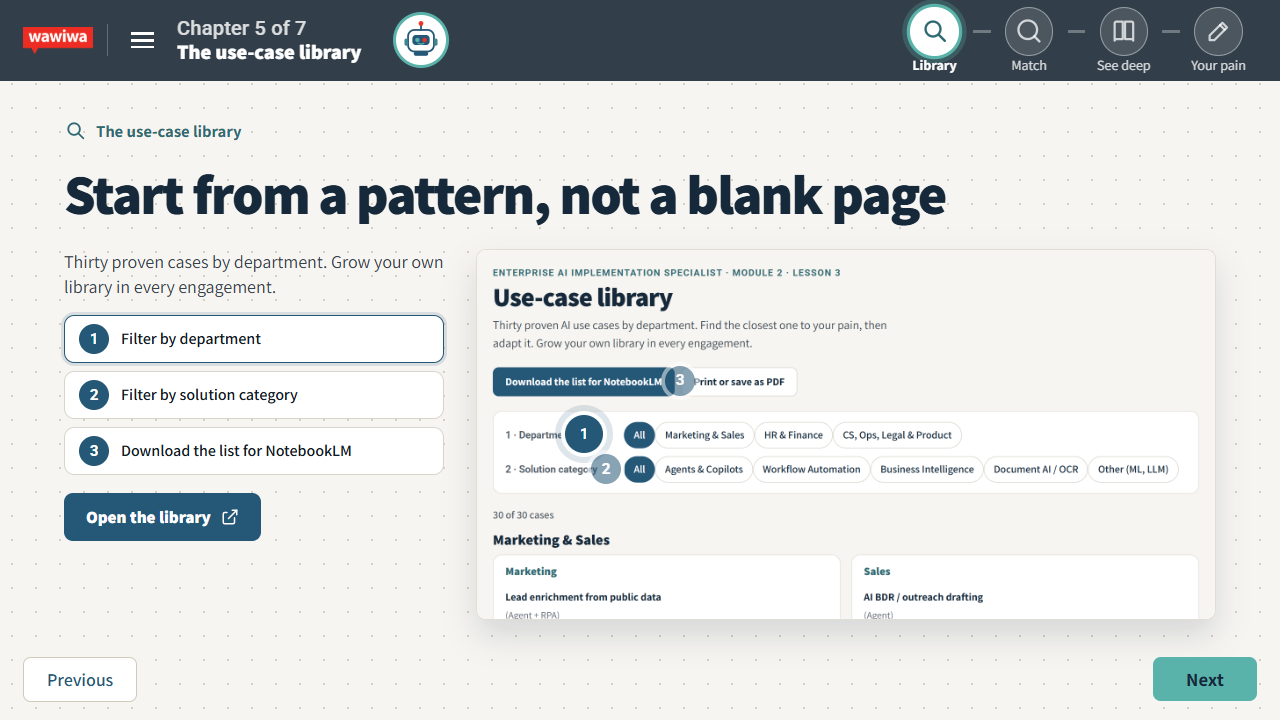 wawiwa
Chapter 5 of 7
The use-case library
Library
Match
See deep
Your pain
The use-case library
Start from a pattern, not a blank page
Thirty proven cases by department. Grow your own
library in every engagement.
1 Filter by department
2 Filter by solution category
3 Download the list for NotebookLM
Open the library
ENTERPRISE AI IMPLEMENTATION SPECIALIST · MODULE 2 · LESSON 3
Use-case library
Thirty proven AI use cases by department. Find the closest one to your pain, then
adapt it. Grow your own library in every engagement.
Download the list for NotebookLM 3 Print or save as PDF
1 · Departme 1 All Marketing & Sales HR & Finance CS, Ops, Legal & Product
2 · Solution category 2 All Agents & Copilots Workflow Automation Business Intelligence Document AI / OCR Other (ML, LLM)
30 of 30 cases
Marketing & Sales
Marketing
Lead enrichment from public data
(Agent + RPA)
Sales
AI BDR / outreach drafting
(Agent)
Previous
Next